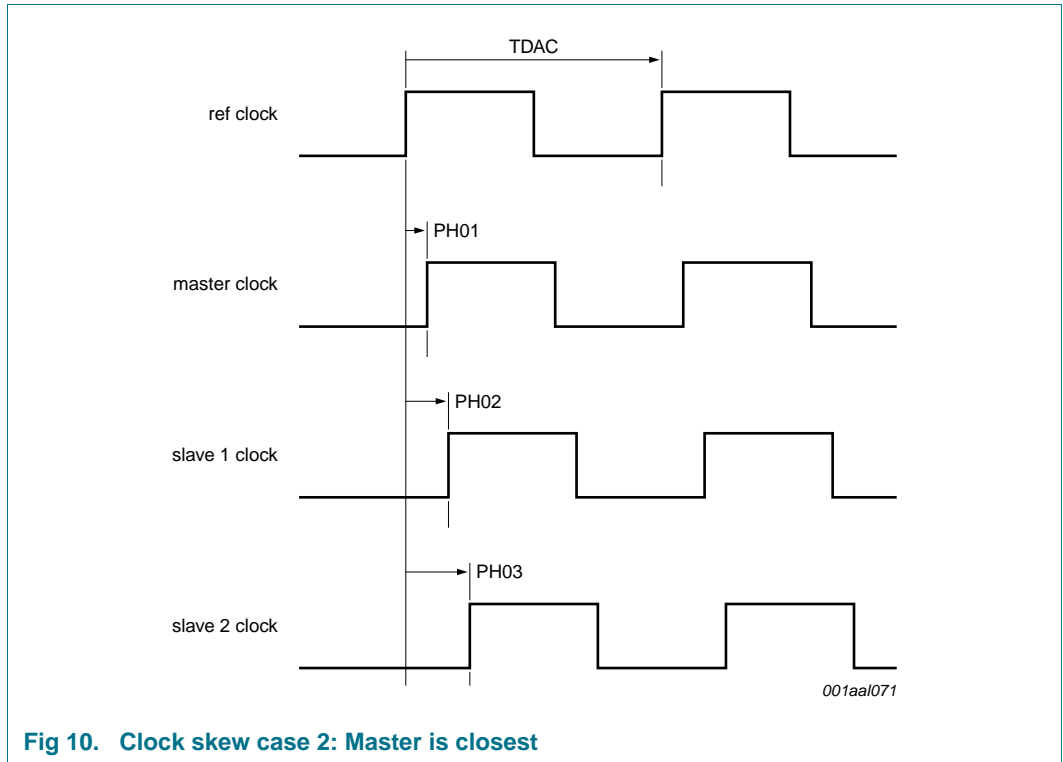 TDAC
ref clock
PH01
master clock
PH02
slave 1 clock
PH03
slave 2 clock
001aal071
Fig 10. Clock skew case 2: Master is closest